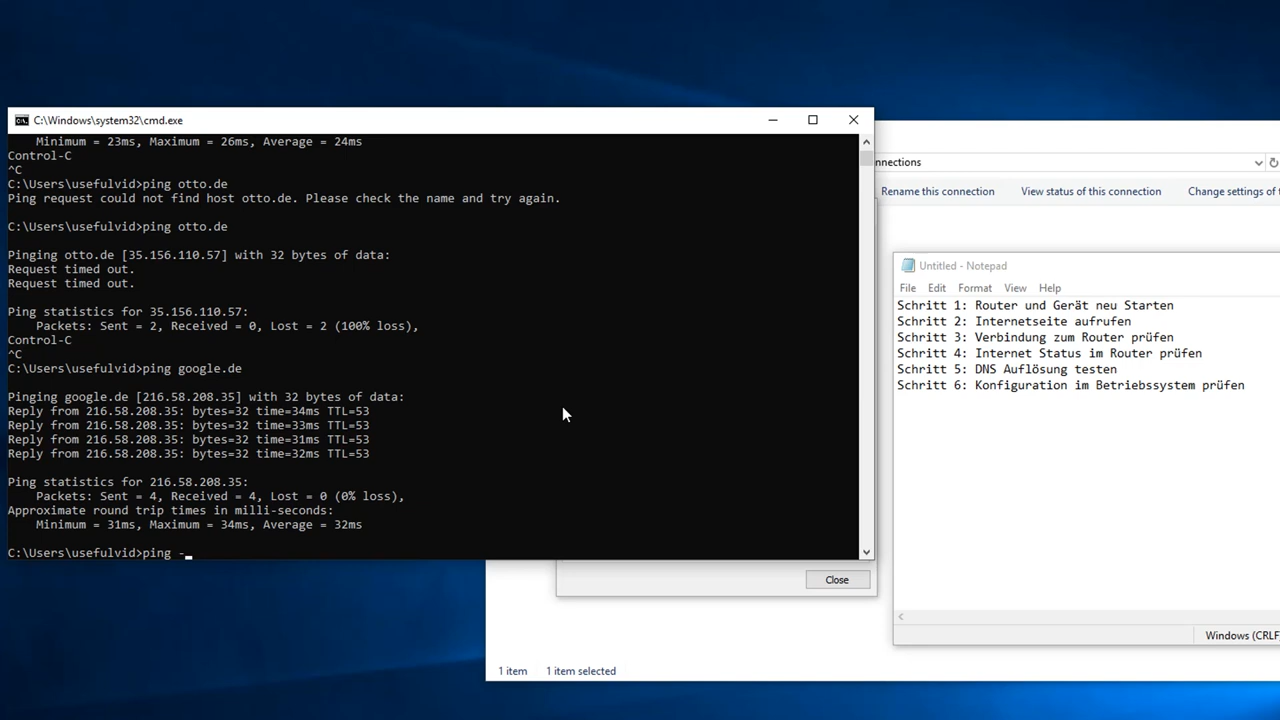 C:\Windows\system32\cmd.exe
Minimum = 23ms, Maximum = 26ms, Average = 24ms
Control-C
^C
C:\Users\usefulvid>ping otto.de
Ping request could not find host otto.de. Please check the name and try again.
C:\Users\usefulvid>ping otto.de
Pinging otto.de [35.156.110.57] with 32 bytes of data:
Request timed out.
Request timed out.
Ping statistics for 35.156.110.57:
Packets: Sent = 2, Received = 0, Lost = 2 (100% loss),
Control-C
^C
C:\Users\usefulvid>ping google.de
Pinging google.de [216.58.208.35] with 32 bytes of data:
Reply from 216.58.208.35: bytes=32 time=34ms TTL=53
Reply from 216.58.208.35: bytes=32 time=33ms TTL=53
Reply from 216.58.208.35: bytes=32 time=31ms TTL=53
Reply from 216.58.208.35: bytes=32 time=32ms TTL=53
Ping statistics for 216.58.208.35:
Packets: Sent = 4, Received = 4, Lost = 0 (0% loss),
Approximate round trip times in milli-seconds:
Minimum = 31ms, Maximum = 34ms, Average = 32ms
C:\Users\usefulvid>ping -_
nnections
Rename this connection View status of this connection Change settings of t
Untitled - Notepad
File Edit Format View Help
Schritt 1: Router und Gerät neu Starten
Schritt 2: Internetseite aufrufen
Schritt 3: Verbindung zum Router prüfen
Schritt 4: Internet Status im Router prüfen
Schritt 5: DNS Auflösung testen
Schritt 6: Konfiguration im Betriebssystem prüfen
Windows (CRLF
Close
1 item 1 item selected